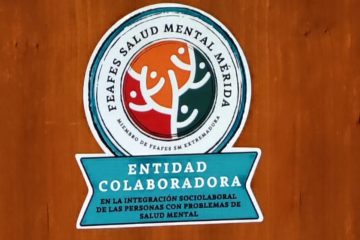 FEAFES SALUD MENTAL MÉRIDA
MIEMBRO DE FEAFES SM EXTREMADURA
ENTIDAD
COLABORADORA
EN LA INTEGRACIÓN SOCIOLABORAL
DE LAS PERSONAS CON PROBLEMAS DE
SALUD MENTAL